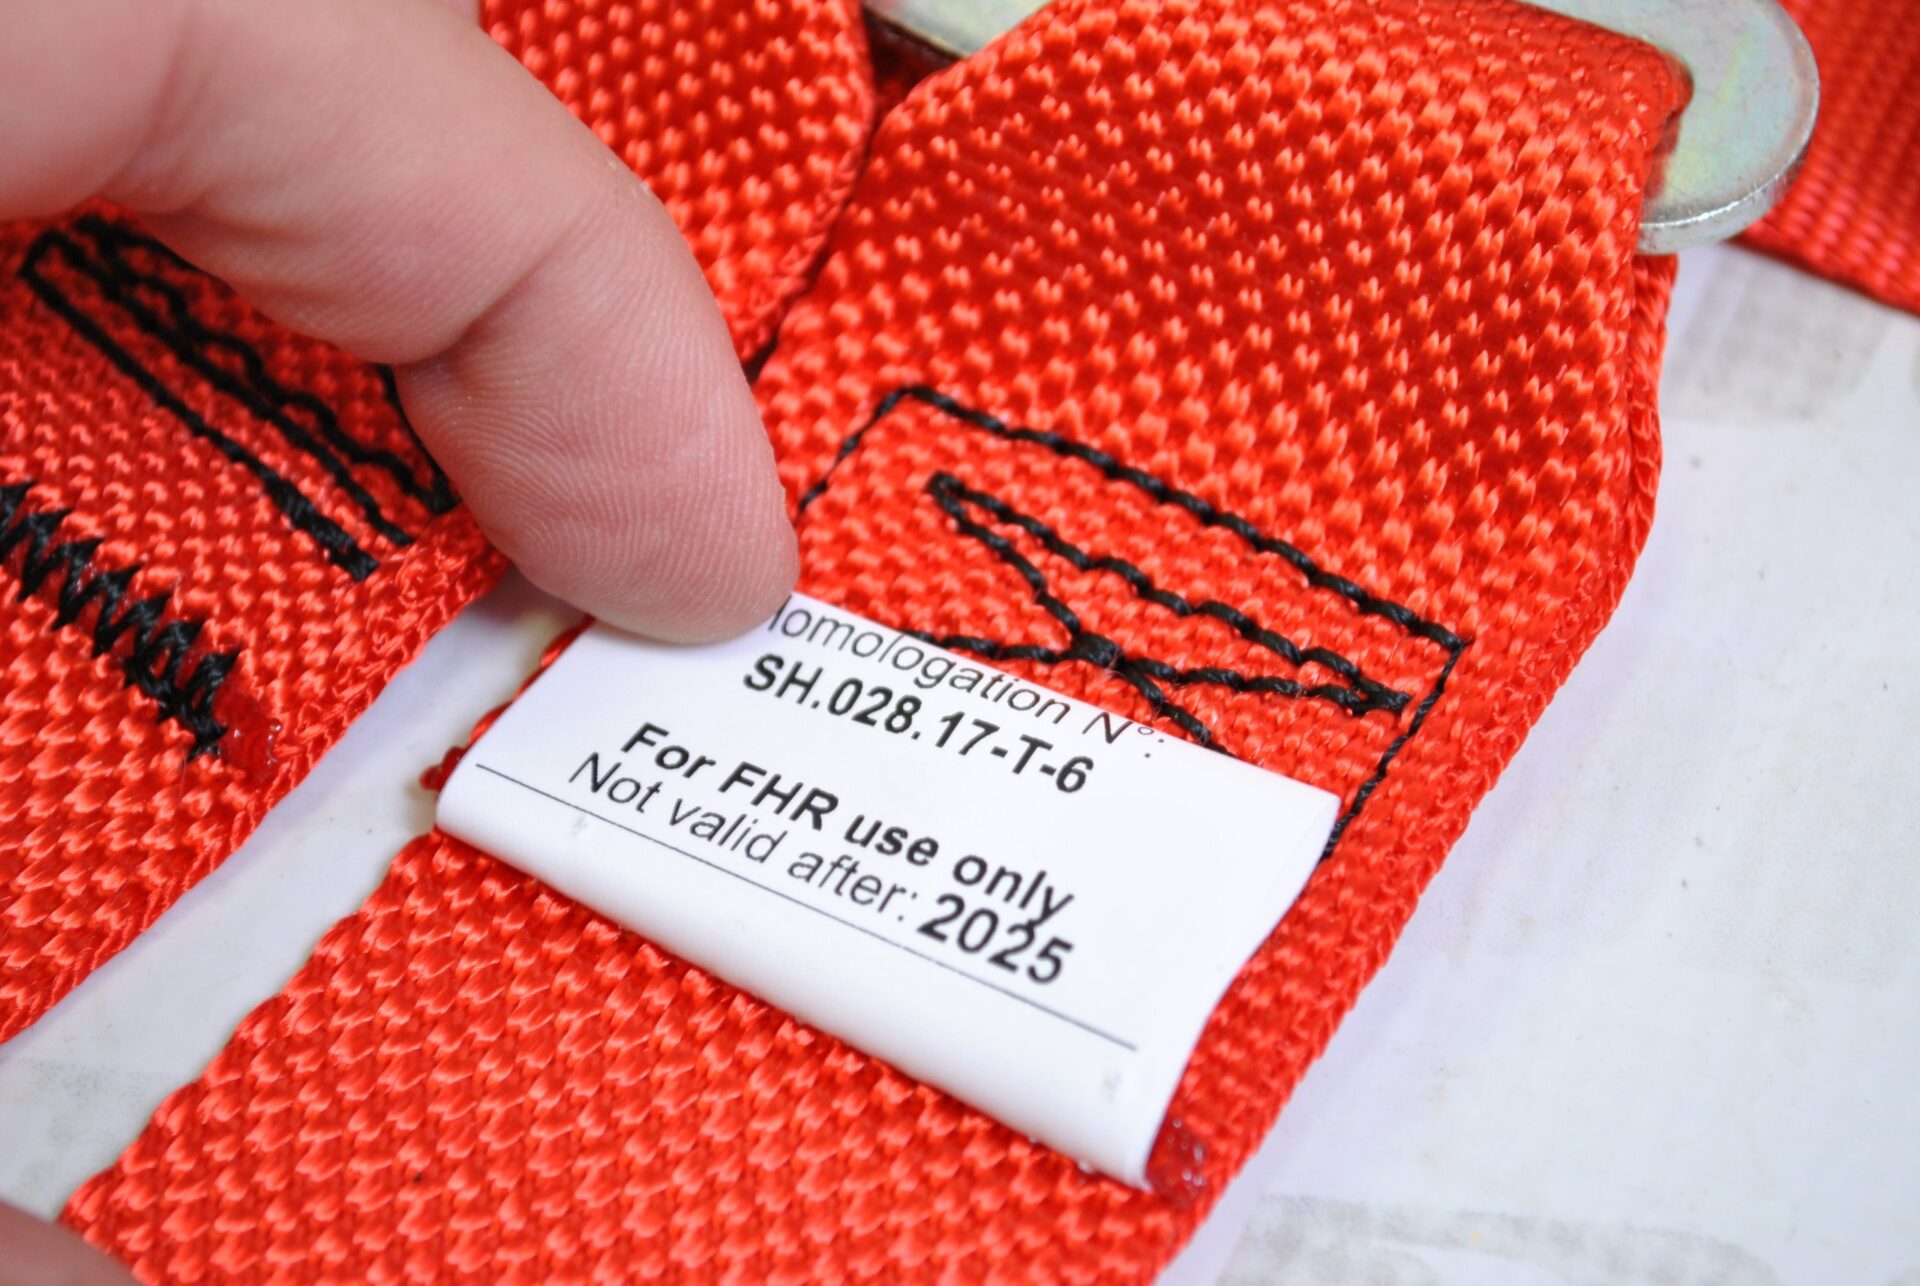 omologation N°:
SH.028.17-T-6
For FHR use only
Not valid after: 2025